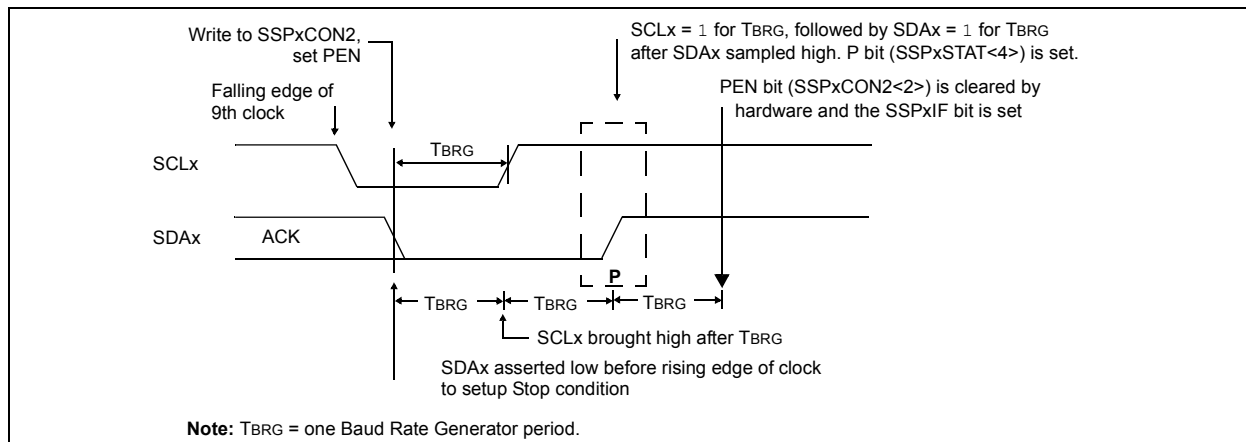 Write to SSPxCON2,
set PEN
SCLx = 1 for TBRG, followed by SDAx = 1 for TBRG
after SDAx sampled high. P bit (SSPxSTAT<4>) is set.
Falling edge of
9th clock
PEN bit (SSPxCON2<2>) is cleared by
hardware and the SSPxIF bit is set
TBRG
SCLx
SDAx
ACK
P
TBRG
TBRG
TBRG
SCLx brought high after TBRG
SDAx asserted low before rising edge of clock
to setup Stop condition
Note: TBRG = one Baud Rate Generator period.